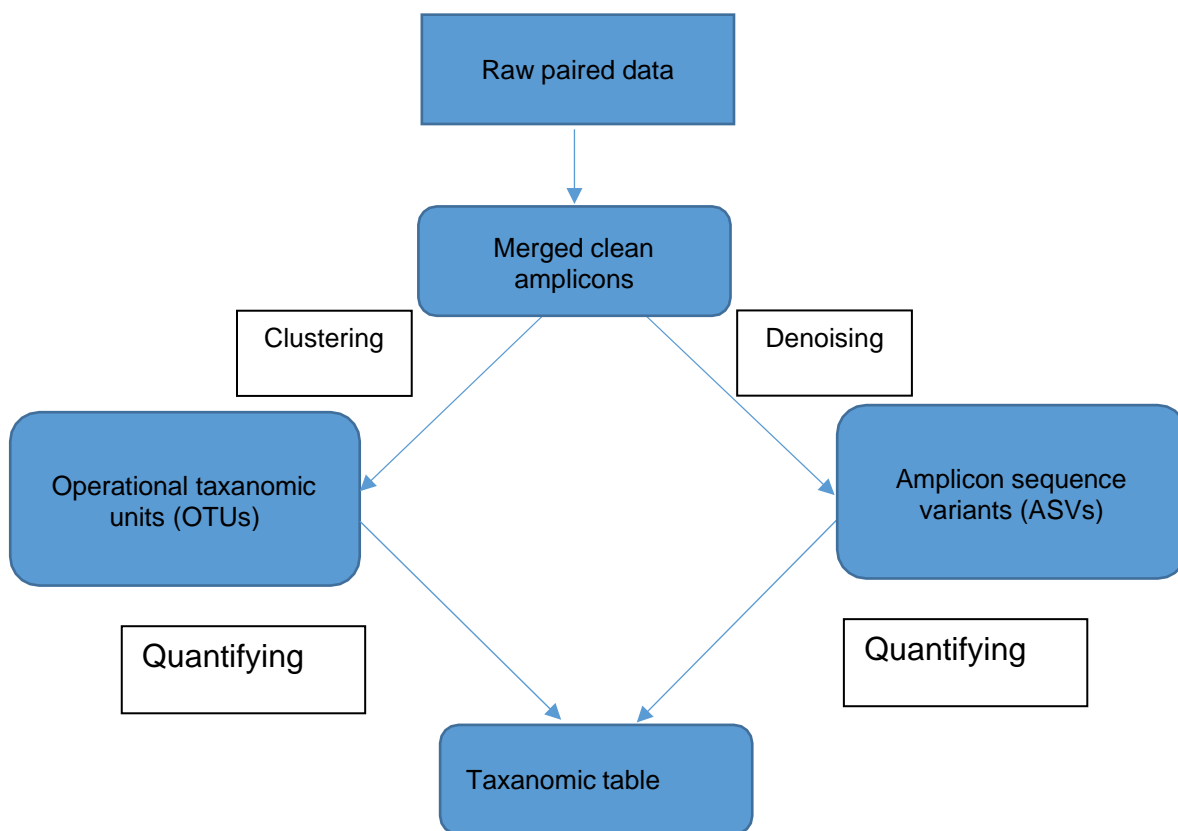 Raw paired data
Merged clean
amplicons
Clustering
Denoising
Operational taxanomic
units (OTUs)
Amplicon sequence
variants (ASVs)
Quantifying
Quantifying
Taxanomic table